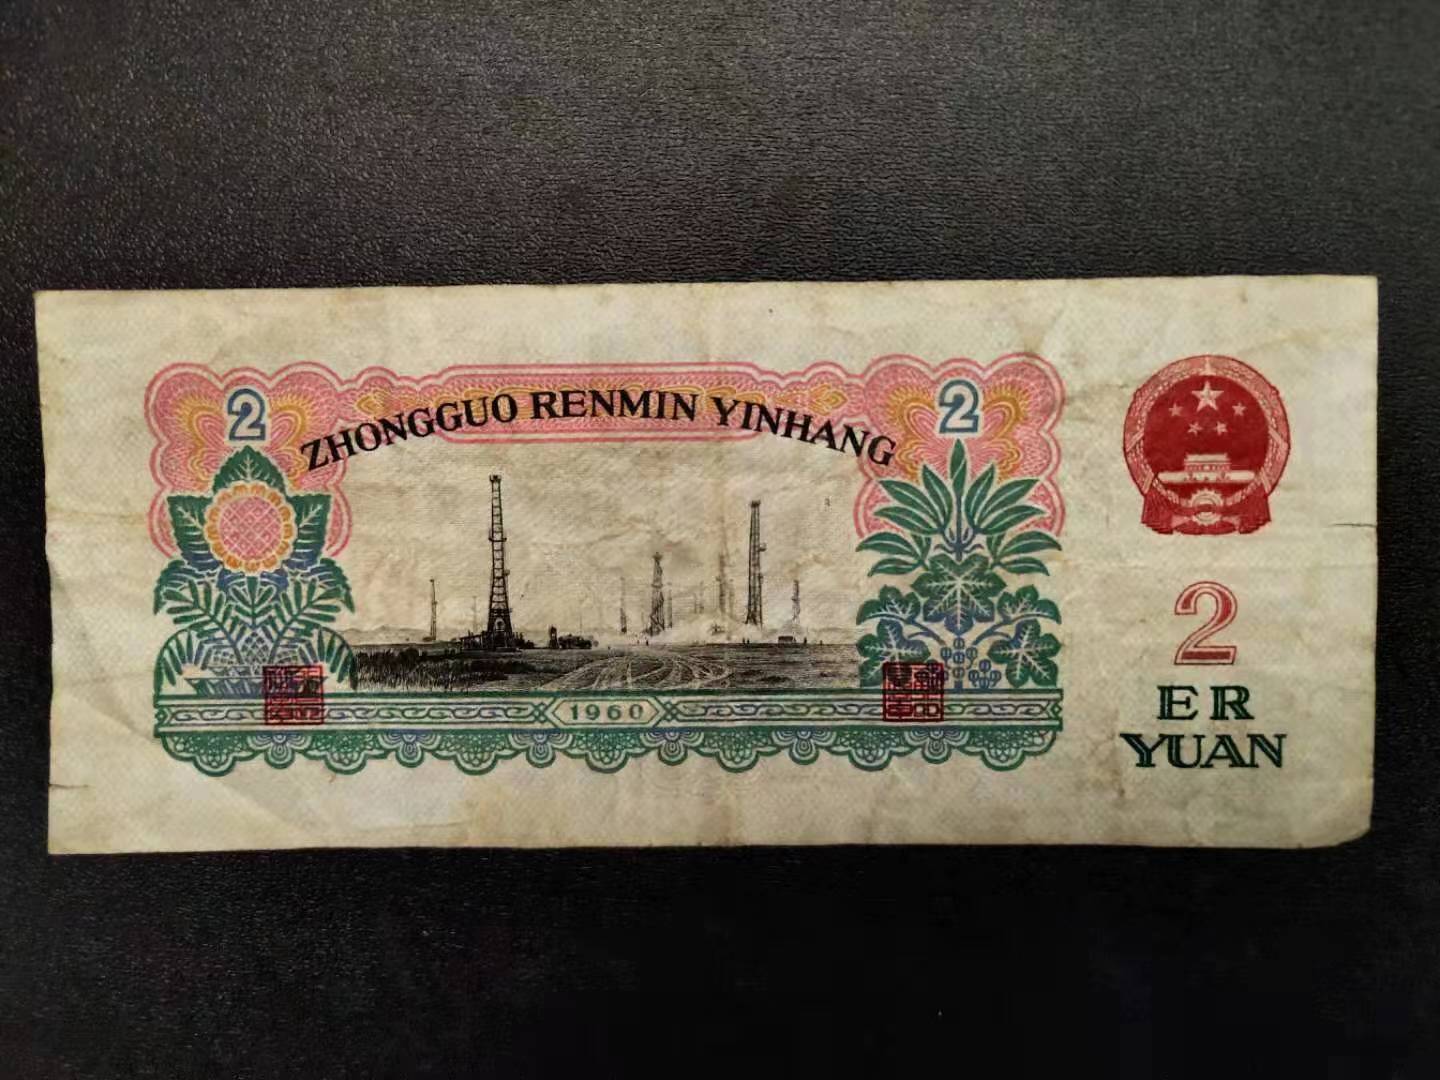 2
2
ZHONGGUO RENMIN YINHANG
2
ER
YUAN
1960